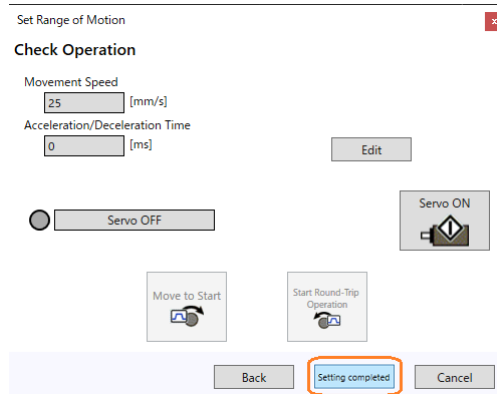 Set Range of Motion
x
Check Operation
Movement Speed
25 [mm/s]
Acceleration/Deceleration Time
0 [ms]
Edit
Servo OFF
Servo ON
Move to Start
Start Round-Trip
Operation
Back
Setting completed
Cancel